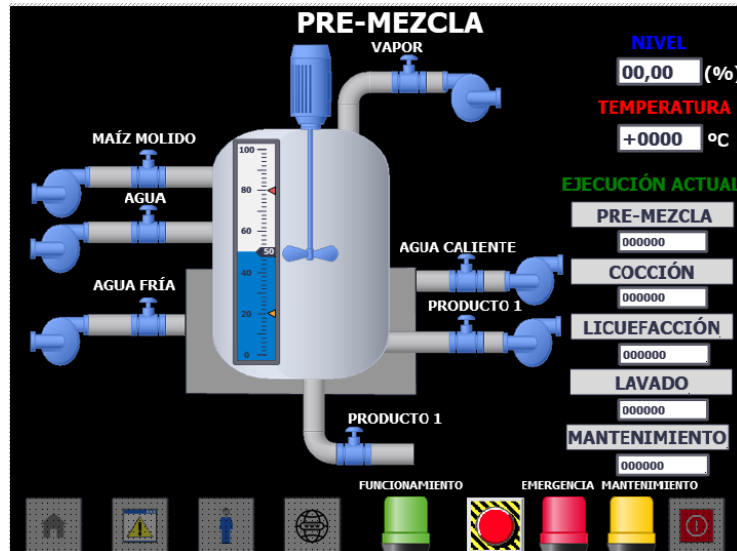 PRE-MEZCLA
VAPOR
NIVEL
00,00 (%)
TEMPERATURA
+0000 ºC
MAÍZ MOLIDO
AGUA
AGUA FRÍA
100
80
60
50
40
20
0
AGUA CALIENTE
PRODUCTO 1
PRODUCTO 1
EJECUCIÓN ACTUAL
PRE-MEZCLA
000000
COCCIÓN
000000
LICUEFACCIÓN
000000
LAVADO
000000
MANTENIMIENTO
000000
FUNCIONAMIENTO
EMERGENCIA
MANTENIMIENTO